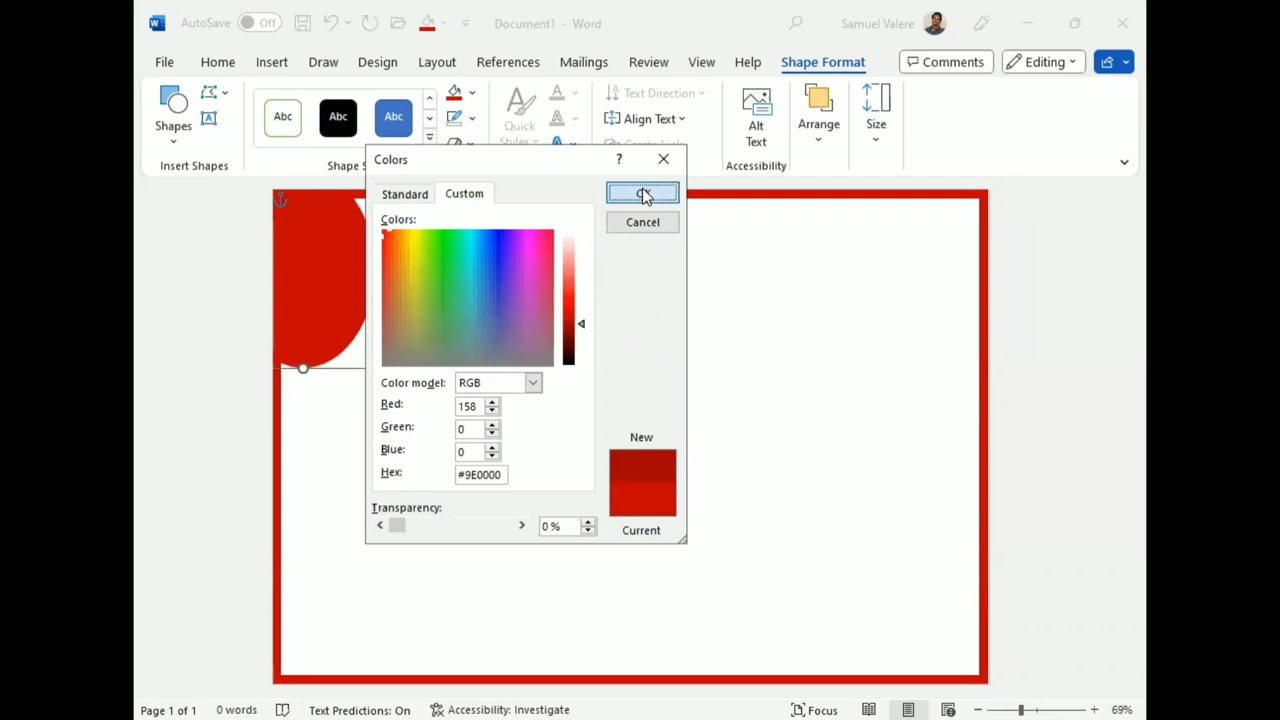 AutoSave Off Document1 - Word Samuel Valere
File Home Insert Draw Design Layout References Mailings Review View Help Shape Format Comments Editing
Shapes
Abc Abc Abc
Quick
Styles
Text Direction
Align Text
Alt
Text
Arrange
Size
Insert Shapes
Shape S
Accessibility
Colors ?
Standard Custom
Cancel
Colors:
Color model: RGB
Red: 158
Green: 0
Blue: 0
Hex: #9E0000
New
Current
Transparency:
0 %
Page 1 of 1 0 words Text Predictions: On Accessibility: Investigate Focus 69%